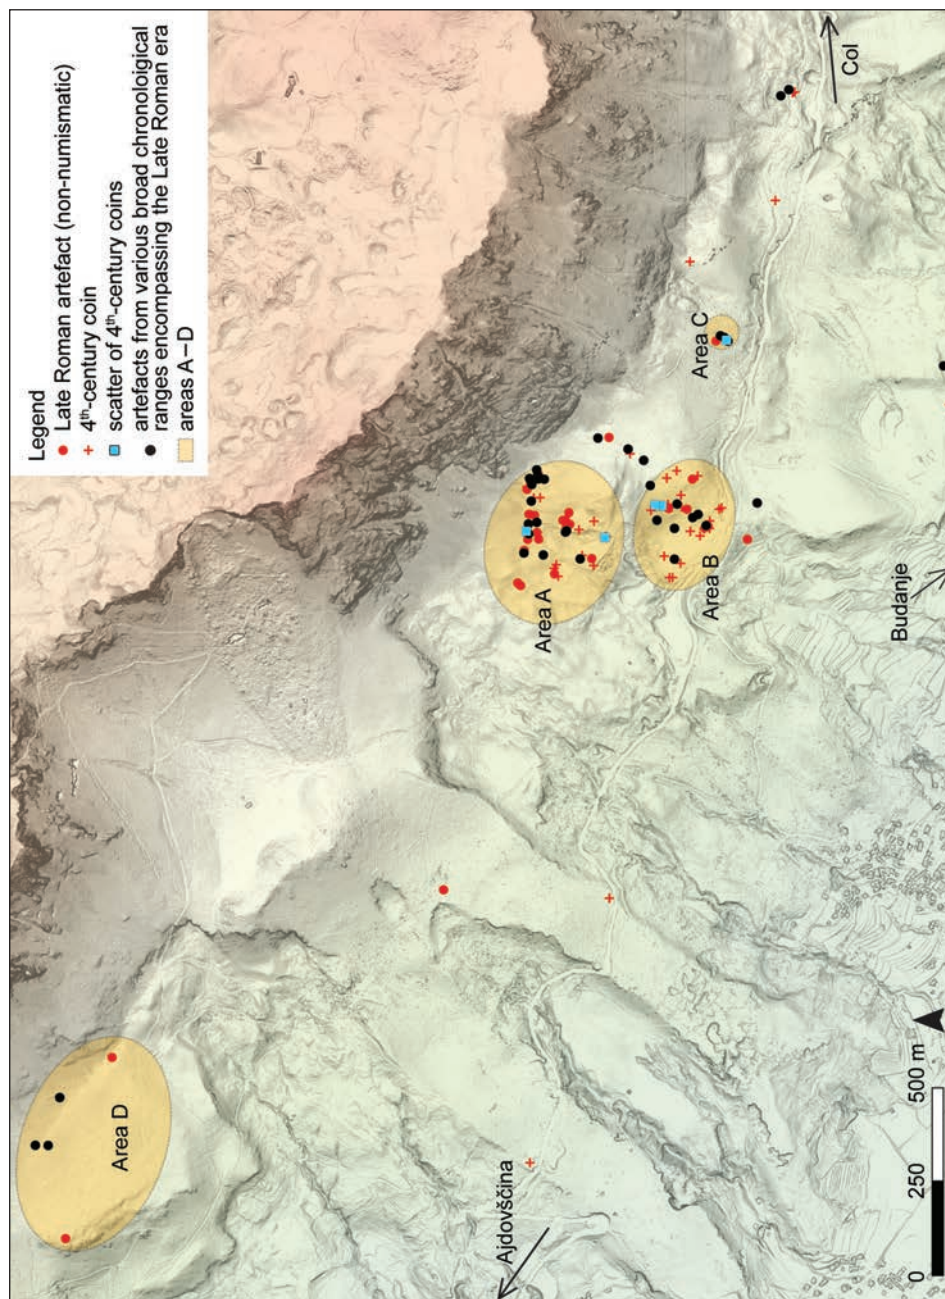 Legend
Late Roman artefact (non-numismatic)
4th-century coin
scatter of 4th-century coins
artefacts from various broad chronolgical
ranges encompassing the Late Roman era
areas A–D
Col
Area C
Area A
Area B
Budanje
Area D
Ajdovščina
0
250
500 m